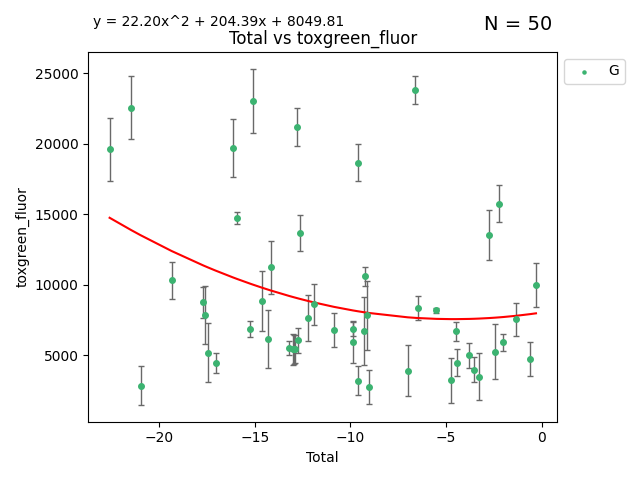 y = 22.20x^2 + 204.39x + 8049.81
N = 50
Total vs toxgreen_fluor
G
25000
20000
15000
10000
5000
toxgreen_fluor
−20 −15 −10 −5 0
Total